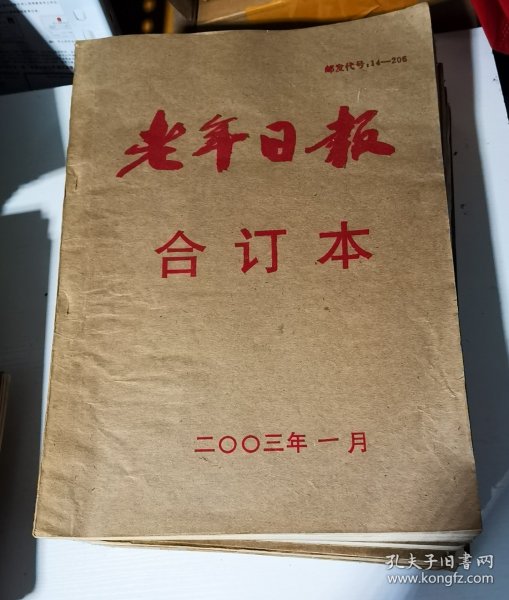 邮发代号:14—206
老年日报
合订本
二〇〇三年一月
孔夫子旧书网
www.kongfz.com